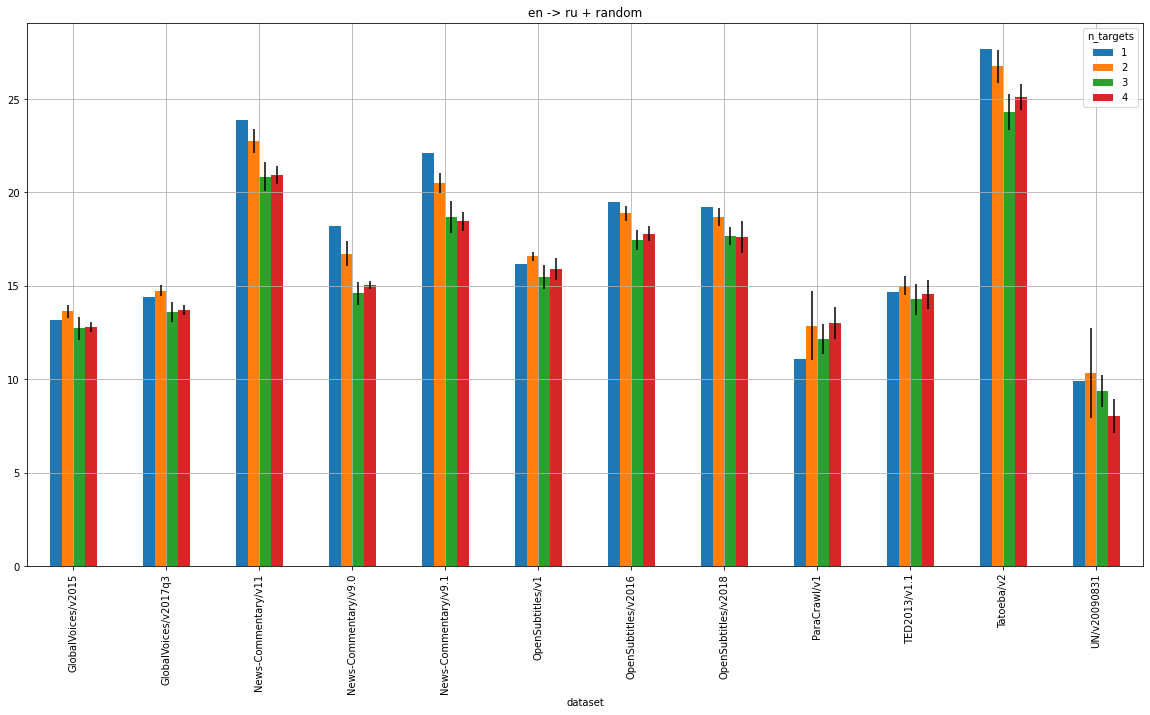 en -> ru + random
n_targets
1
2
3
4
25
20
15
10
5
0
GlobalVoices/v2015
GlobalVoices/v2017q3
News-Commentary/v11
News-Commentary/v9.0
News-Commentary/v9.1
OpenSubtitles/v1
OpenSubtitles/v2016
OpenSubtitles/v2018
ParaCrawl/v1
TED2013/v1.1
Tatoeba/v2
UN/v20090831
dataset